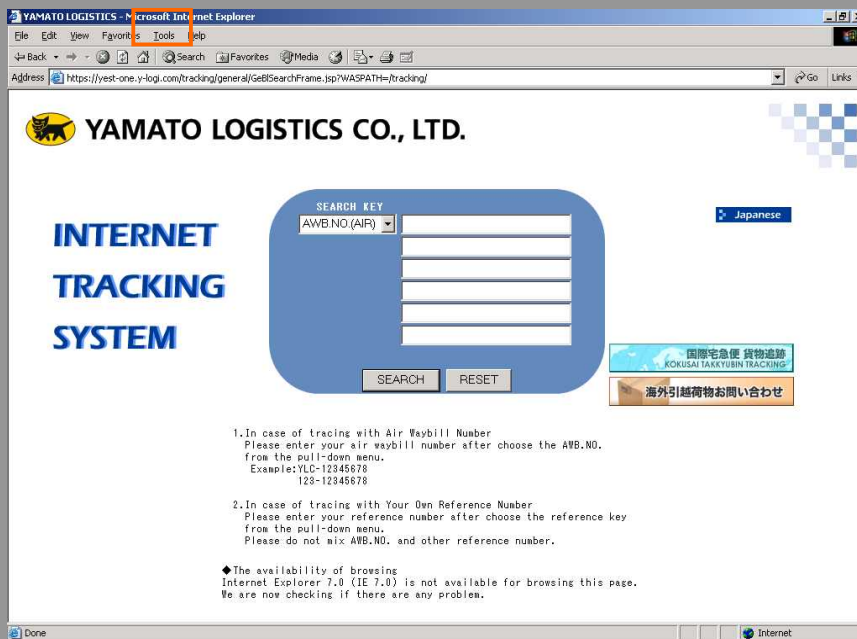 YAMATO LOGISTICS - Microsoft Internet Explorer
File Edit View Favorites Tools Help
Back Search Favorites Media
Address https://yest-one.y-logi.com/tracking/general/GeBlSearchFrame.jsp?WASPATH=/tracking/ Go Links
YAMATO LOGISTICS CO., LTD.
SEARCH KEY
AWB.NO.(AIR)
Japanese
INTERNET
TRACKING
SYSTEM
国際宅急便 貨物追跡
KOKUSAI TAKKYUBIN TRACKING
SEARCH RESET
海外引越荷物お問い合わせ
1.In case of tracing with Air Waybill Number
Please enter your air waybill number after choose the AWB.NO.
from the pull-down menu.
Example:YLC-12345678
123-12345678
2.In case of tracing with Your Own Reference Number
Please enter your reference number after choose the reference key
from the pull-down menu.
Please do not mix AWB.NO. and other reference number.
◆The availability of browsing
Internet Explorer 7.0 (IE 7.0) is not available for browsing this page.
We are now checking if there are any problem.
Done Internet